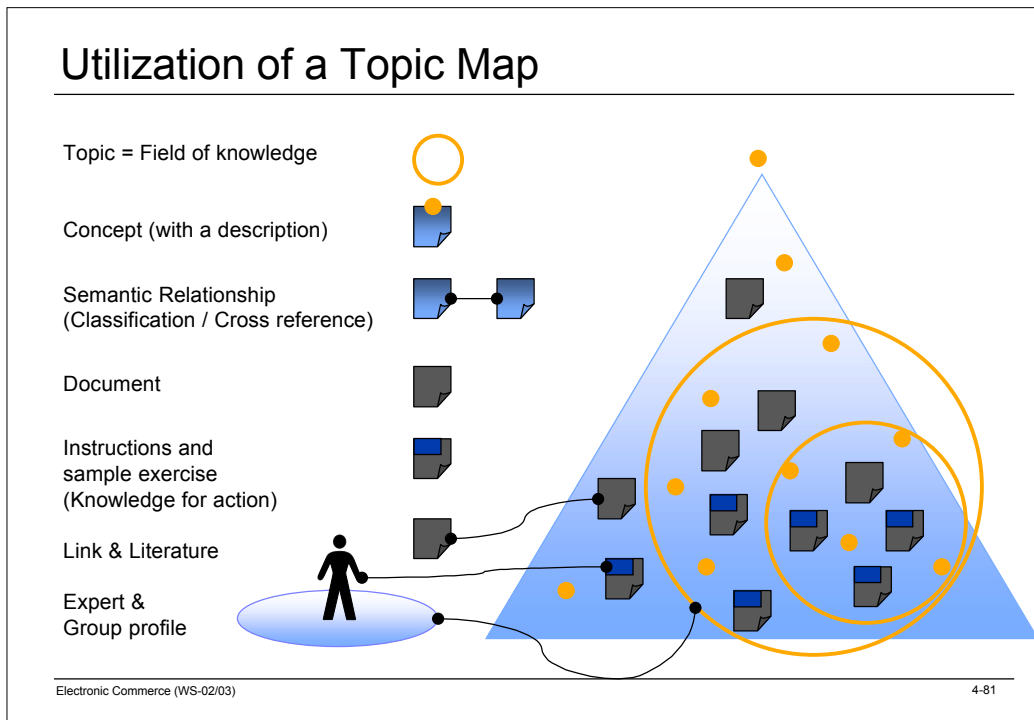 Utilization of a Topic Map
Topic = Field of knowledge
Concept (with a description)
Semantic Relationship
(Classification / Cross reference)
Document
Instructions and
sample exercise
(Knowledge for action)
Link & Literature
Expert &
Group profile
Electronic Commerce (WS-02/03)
4-81